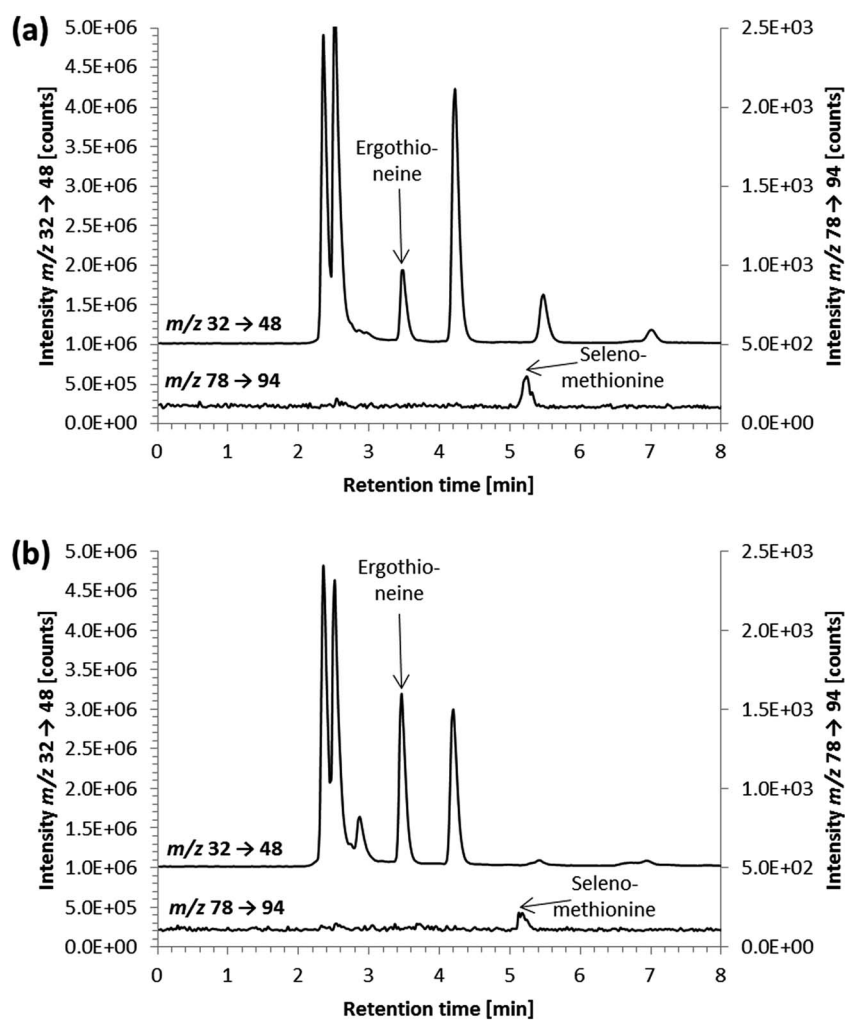 (a)
5.0E+06
4.5E+06
4.0E+06
3.5E+06
3.0E+06
2.5E+06
2.0E+06
1.5E+06
1.0E+06
5.0E+05
0.0E+00
Intensity m/z 32 → 48 [counts]
Ergothio-
neine
m/z 32 → 48
m/z 78 → 94
Seleno-
methionine
2.5E+03
2.0E+03
1.5E+03
1.0E+03
5.0E+02
0.0E+00
Intensity m/z 78 → 94 [counts]
0 1 2 3 4 5 6 7 8
Retention time [min]
(b)
5.0E+06
4.5E+06
4.0E+06
3.5E+06
3.0E+06
2.5E+06
2.0E+06
1.5E+06
1.0E+06
5.0E+05
0.0E+00
Intensity m/z 32 → 48 [counts]
Ergothio-
neine
m/z 32 → 48
m/z 78 → 94
Seleno-
methionine
2.5E+03
2.0E+03
1.5E+03
1.0E+03
5.0E+02
0.0E+00
Intensity m/z 78 → 94 [counts]
0 1 2 3 4 5 6 7 8
Retention time [min]